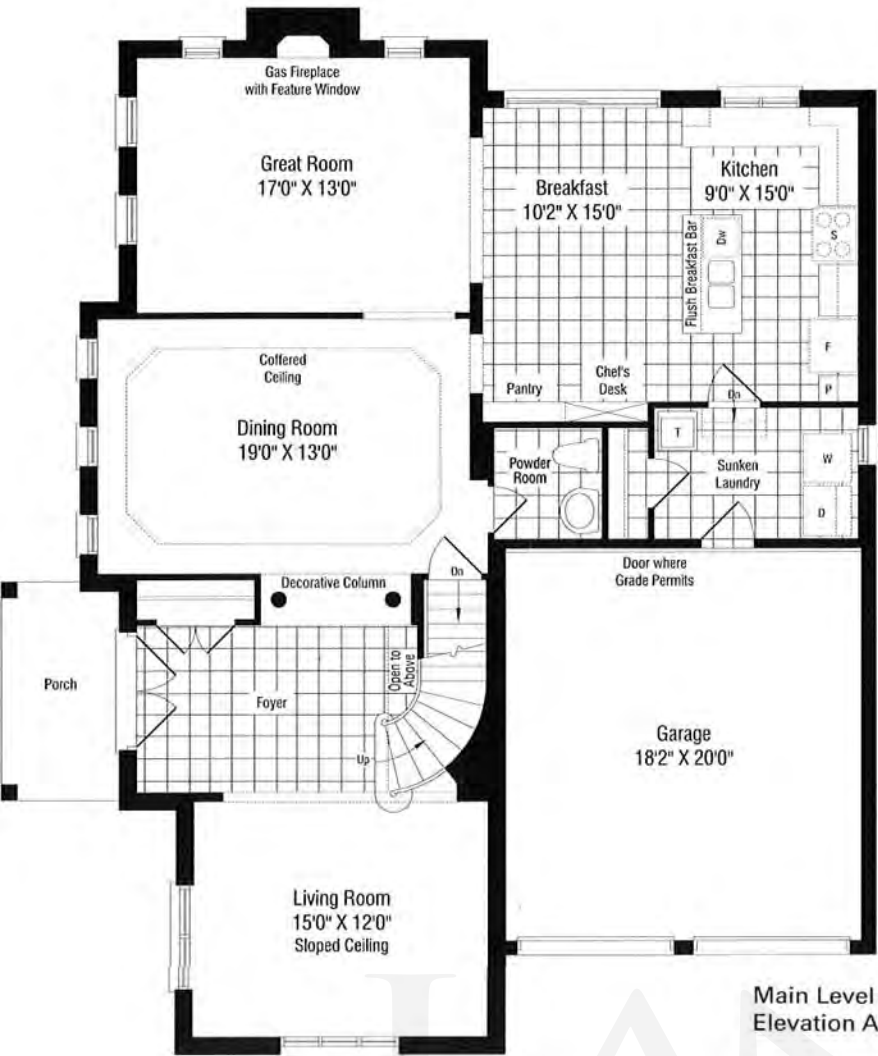 Gas Fireplace
with Feature Window
Great Room
17'0" X 13'0"
Breakfast
10'2" X 15'0"
Kitchen
9'0" X 15'0"
Flush Breakfast Bar
Dw
S
F
P
Pantry
Chef's
Desk
Dn
Coffered
Ceiling
Dining Room
19'0" X 13'0"
Powder
Room
T
Sunken
Laundry
W
D
Dn
Decorative Column
Door where
Grade Permits
Porch
Foyer
Open to
Above
Up
Garage
18'2" X 20'0"
Living Room
15'0" X 12'0"
Sloped Ceiling
Main Level
Elevation A